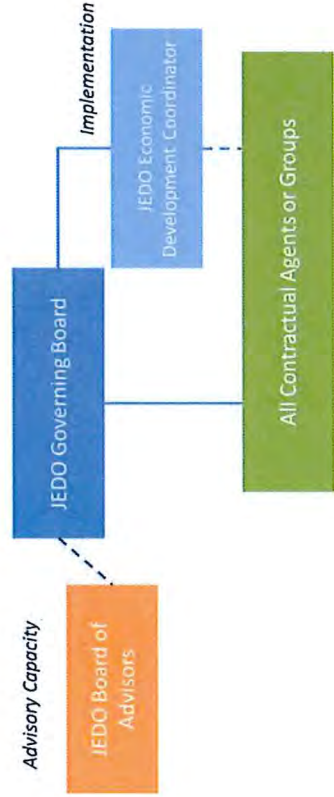 Advisory Capacity
JEDO Board of
Advisors
JEDO Governing Board
Implementation
JEDO Economic
Development Coordinator
All Contractual Agents or Groups